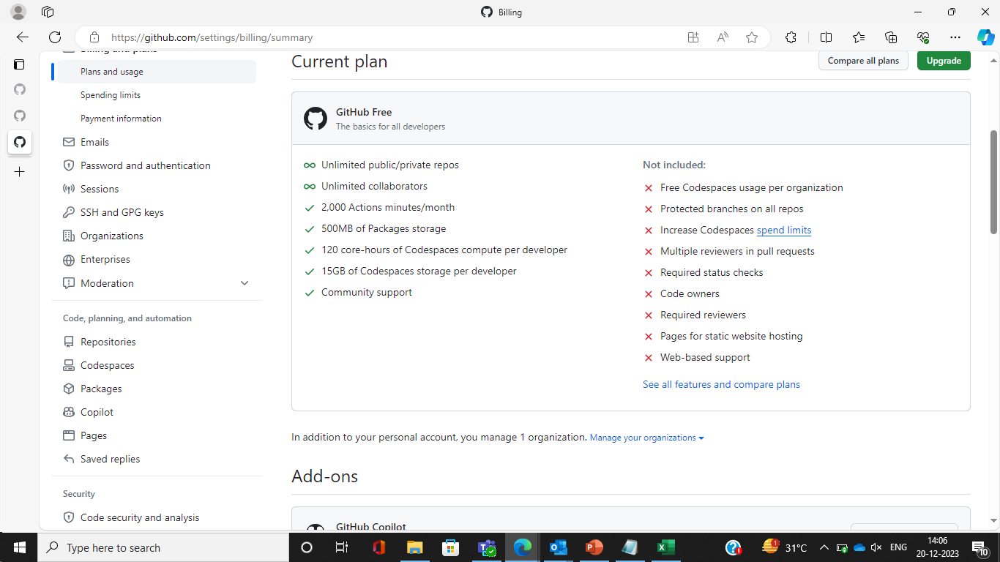 Billing
https://github.com/settings/billing/summary
Billing and plans
Plans and usage
Spending limits
Payment information
Emails
Password and authentication
Sessions
SSH and GPG keys
Organizations
Enterprises
Moderation
Code, planning, and automation
Repositories
Codespaces
Packages
Copilot
Pages
Saved replies
Security
Code security and analysis
Current plan
Compare all plans
Upgrade
GitHub Free
The basics for all developers
Unlimited public/private repos
Unlimited collaborators
2,000 Actions minutes/month
500MB of Packages storage
120 core-hours of Codespaces compute per developer
15GB of Codespaces storage per developer
Community support
Not included:
Free Codespaces usage per organization
Protected branches on all repos
Increase Codespaces spend limits
Multiple reviewers in pull requests
Required status checks
Code owners
Required reviewers
Pages for static website hosting
Web-based support
See all features and compare plans
In addition to your personal account, you manage 1 organization. Manage your organizations
Add-ons
GitHub Copilot
Type here to search
1
31°C
ENG
14:06
20-12-2023
10